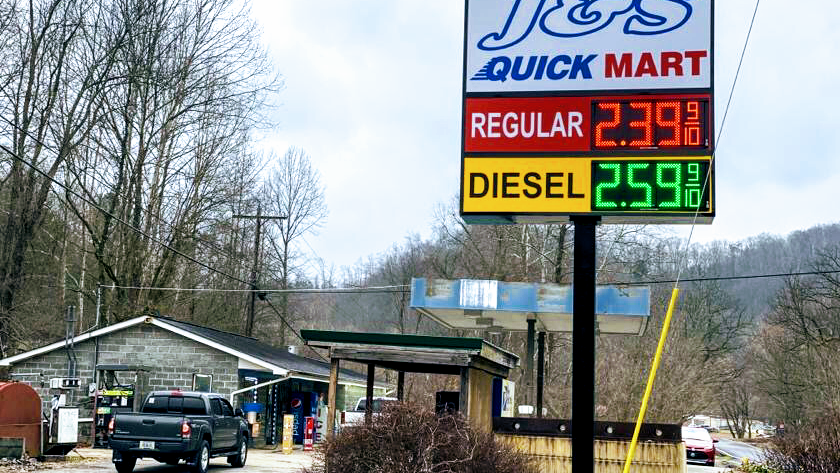 J&S
QUICK MART
REGULAR 2.39 9/10
DIESEL 2.59 9/10